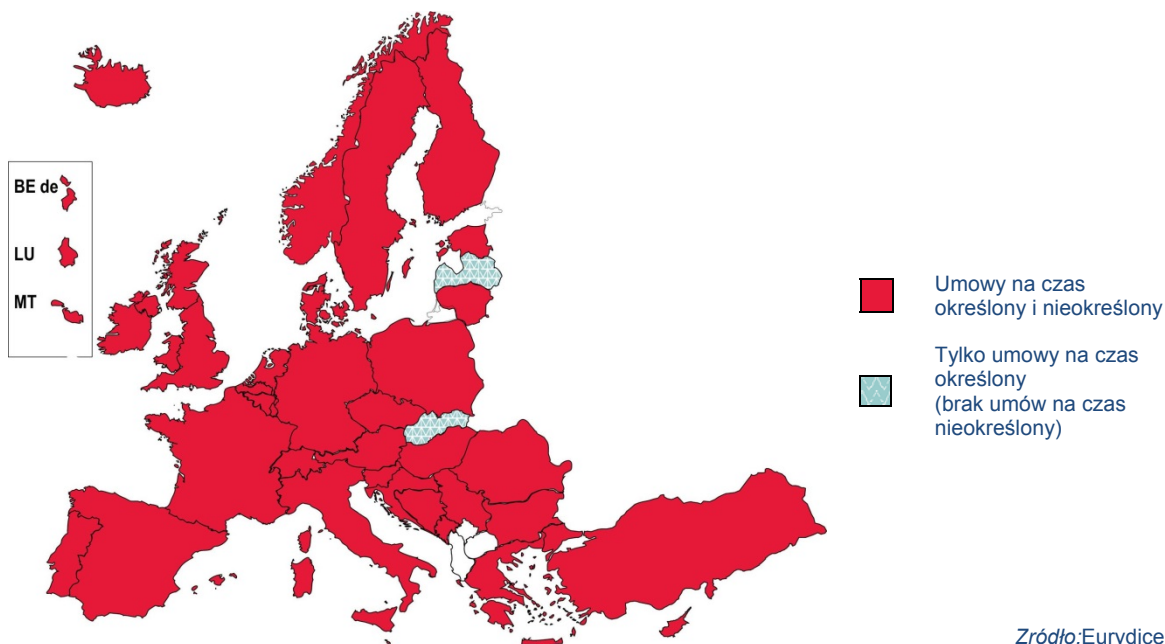 BE de
LU
MT
Umowy na czas
określony i nieokreślony
Tylko umowy na czas
określony
(brak umów na czas
nieokreślony)
Źródło:Eurydice